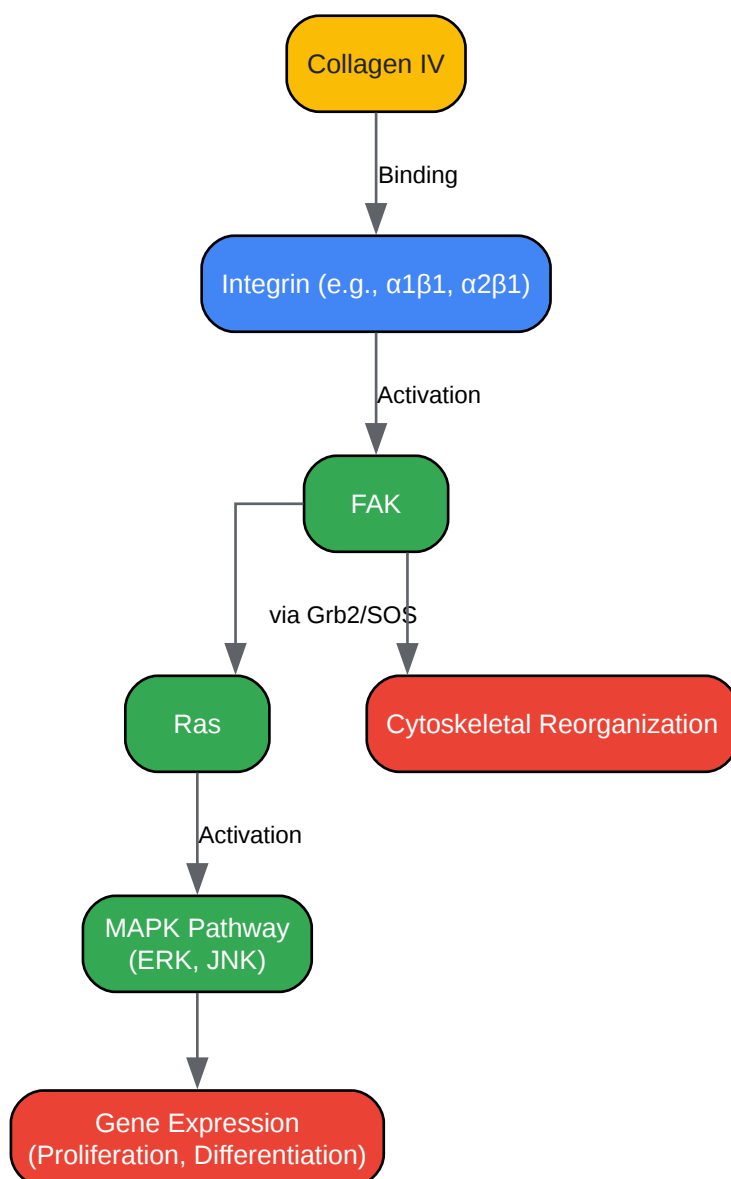 Collagen IV
Binding
Integrin (e.g., α1β1, α2β1)
Activation
FAK
via Grb2/SOS
Ras
Cytoskeletal Reorganization
Activation
MAPK Pathway
(ERK, JNK)
Gene Expression
(Proliferation, Differentiation)